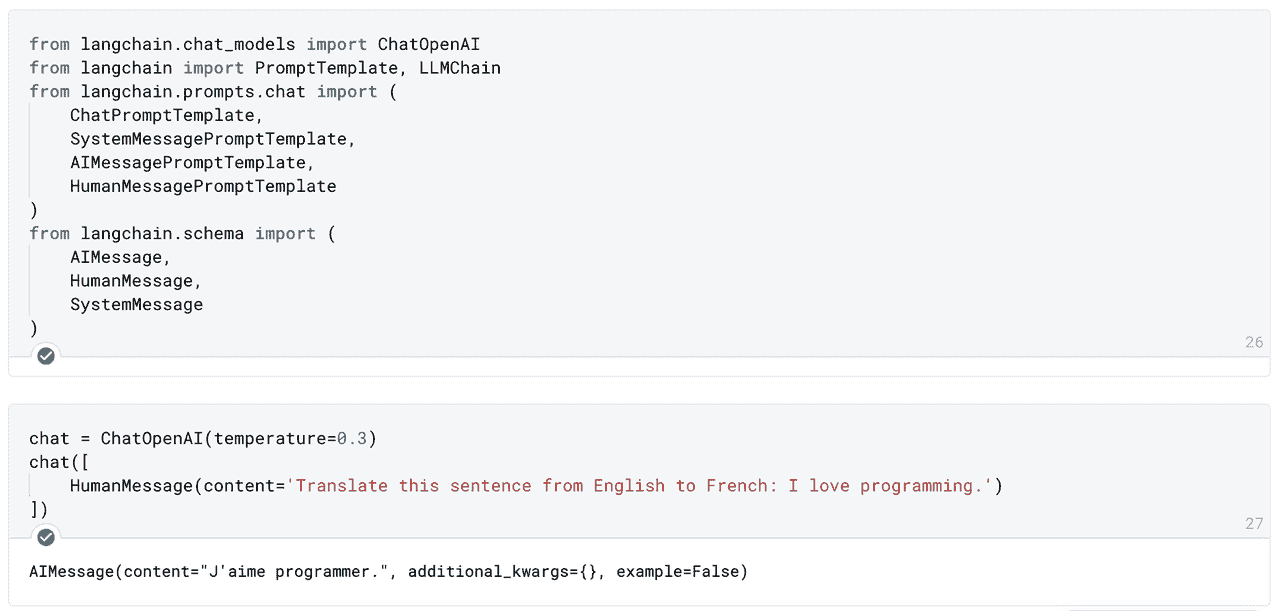 from langchain.chat_models import ChatOpenAI
from langchain import PromptTemplate, LLMChain
from langchain.prompts.chat import (
    ChatPromptTemplate,
    SystemMessagePromptTemplate,
    AIMessagePromptTemplate,
    HumanMessagePromptTemplate
)
from langchain.schema import (
    AIMessage,
    HumanMessage,
    SystemMessage
)
26
chat = ChatOpenAI(temperature=0.3)
chat([
    HumanMessage(content='Translate this sentence from English to French: I love programming.')
])
27
AIMessage(content="J'aime programmer.", additional_kwargs={}, example=False)